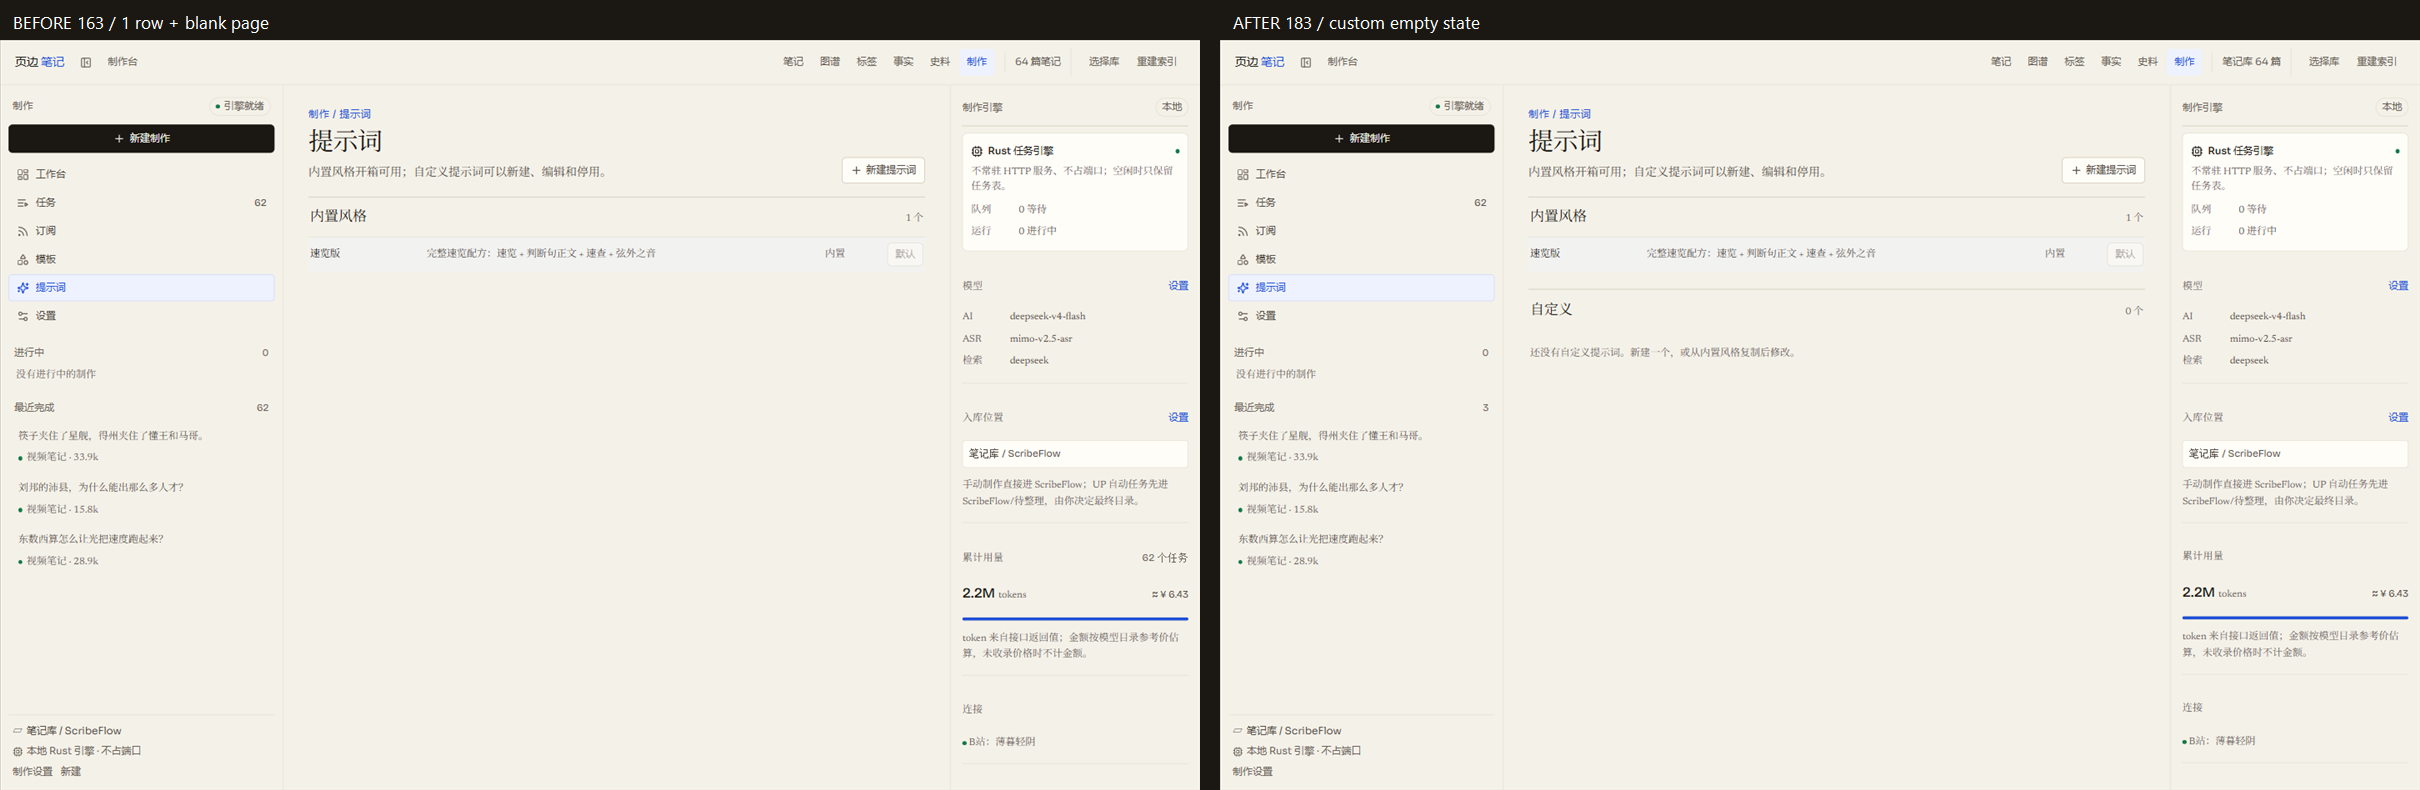 BEFORE 163 / 1 row + blank page
页边 笔记
制作台
笔记
图谱
标签
事实
史料
制作
64 篇笔记
选择库
重建索引
制作
引擎就绪
+ 新建制作
工作台
任务 62
订阅
模板
提示词
设置
进行中 0
没有进行中的制作
最近完成 62
筷子夹住了星舰，得州夹住了懂王和马哥。
视频笔记 · 33.9k
刘邦的沛县，为什么能出那么多人才？
视频笔记 · 15.8k
东数西算怎么让光把速度跑起来？
视频笔记 · 28.9k
笔记库 / ScribeFlow
本地 Rust 引擎 · 不占端口
制作设置 新建
制作 / 提示词
提示词
内置风格开箱可用；自定义提示词可以新建、编辑和停用。
+ 新建提示词
内置风格 1 个
速览版 完整速览配方：速览 + 判断句正文 + 速查 + 弦外之音 内置 默认
制作引擎 本地
Rust 任务引擎
不常驻 HTTP 服务、不占端口；空闲时只保留
任务表。
队列 0 等待
运行 0 进行中
模型 设置
AI deepseek-v4-flash
ASR mimo-v2.5-asr
检索 deepseek
入库位置 设置
笔记库 / ScribeFlow
手动制作直接进 ScribeFlow；UP 自动任务先进
ScribeFlow/待整理，由你决定最终目录。
累计用量 62 个任务
2.2M tokens ≈ ¥ 6.43
token 来自接口返回值；金额按模型目录参考价估
算，未收录价格时不计金额。
连接
B站：薄暮轻阴
AFTER 183 / custom empty state
页边 笔记
制作台
笔记
图谱
标签
事实
史料
制作
笔记库 64 篇
选择库
重建索引
制作
引擎就绪
+ 新建制作
工作台
任务 62
订阅
模板
提示词
设置
进行中 0
没有进行中的制作
最近完成 3
筷子夹住了星舰，得州夹住了懂王和马哥。
视频笔记 · 33.9k
刘邦的沛县，为什么能出那么多人才？
视频笔记 · 15.8k
东数西算怎么让光把速度跑起来？
视频笔记 · 28.9k
笔记库 / ScribeFlow
本地 Rust 引擎 · 不占端口
制作设置
制作 / 提示词
提示词
内置风格开箱可用；自定义提示词可以新建、编辑和停用。
+ 新建提示词
内置风格 1 个
速览版 完整速览配方：速览 + 判断句正文 + 速查 + 弦外之音 内置 默认
自定义 0 个
还没有自定义提示词。新建一个，或从内置风格复制后修改。
制作引擎 本地
Rust 任务引擎
不常驻 HTTP 服务、不占端口；空闲时只保留
任务表。
队列 0 等待
运行 0 进行中
模型 设置
AI deepseek-v4-flash
ASR mimo-v2.5-asr
检索 deepseek
入库位置 设置
笔记库 / ScribeFlow
手动制作直接进 ScribeFlow；UP 自动任务先进
ScribeFlow/待整理，由你决定最终目录。
累计用量
2.2M tokens ≈ ¥ 6.43
token 来自接口返回值；金额按模型目录参考价估
算，未收录价格时不计金额。
连接
B站：薄暮轻阴